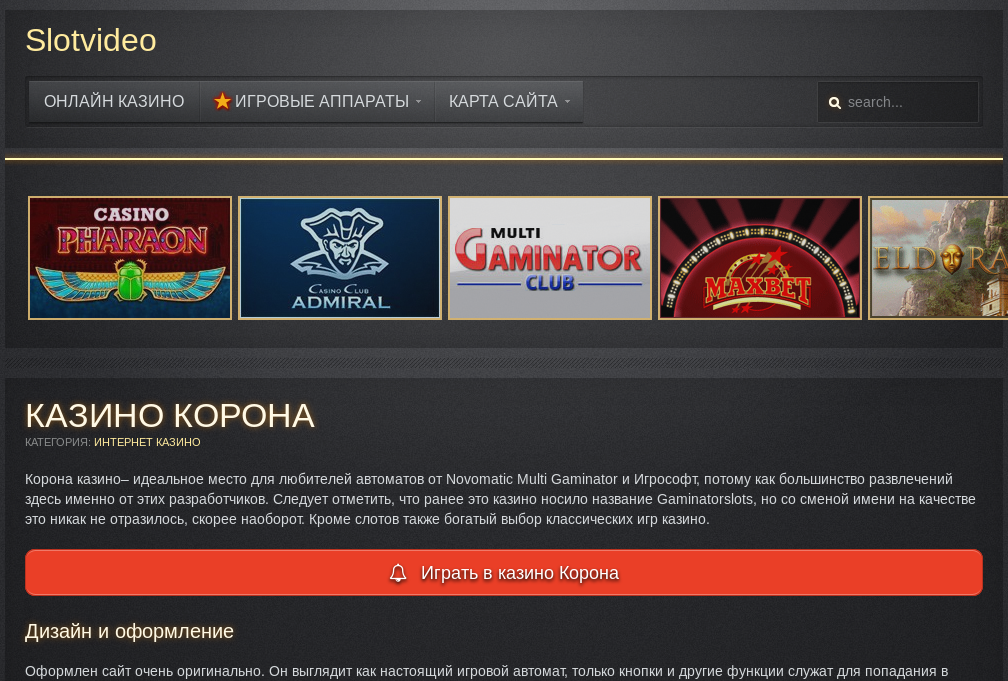 Slotvideo
ОНЛАЙН КАЗИНО
ИГРОВЫЕ АППАРАТЫ
КАРТА САЙТА
search...
CASINO
PHARAON
CASINO CLUB
ADMIRAL
MULTI
GAMINATOR
CLUB
MAXBET
ELDORA
КАЗИНО КОРОНА
КАТЕГОРИЯ: ИНТЕРНЕТ КАЗИНО
Корона казино– идеальное место для любителей автоматов от Novomatic Multi Gaminator и Игрософт, потому как большинство развлечений
здесь именно от этих разработчиков. Следует отметить, что ранее это казино носило название Gaminatorslots, но со сменой имени на качестве
это никак не отразилось, скорее наоборот. Кроме слотов также богатый выбор классических игр казино.
Играть в казино Корона
Дизайн и оформление
Оформлен сайт очень оригинально. Он выглядит как настоящий игровой автомат, только кнопки и другие функции служат для попадания в